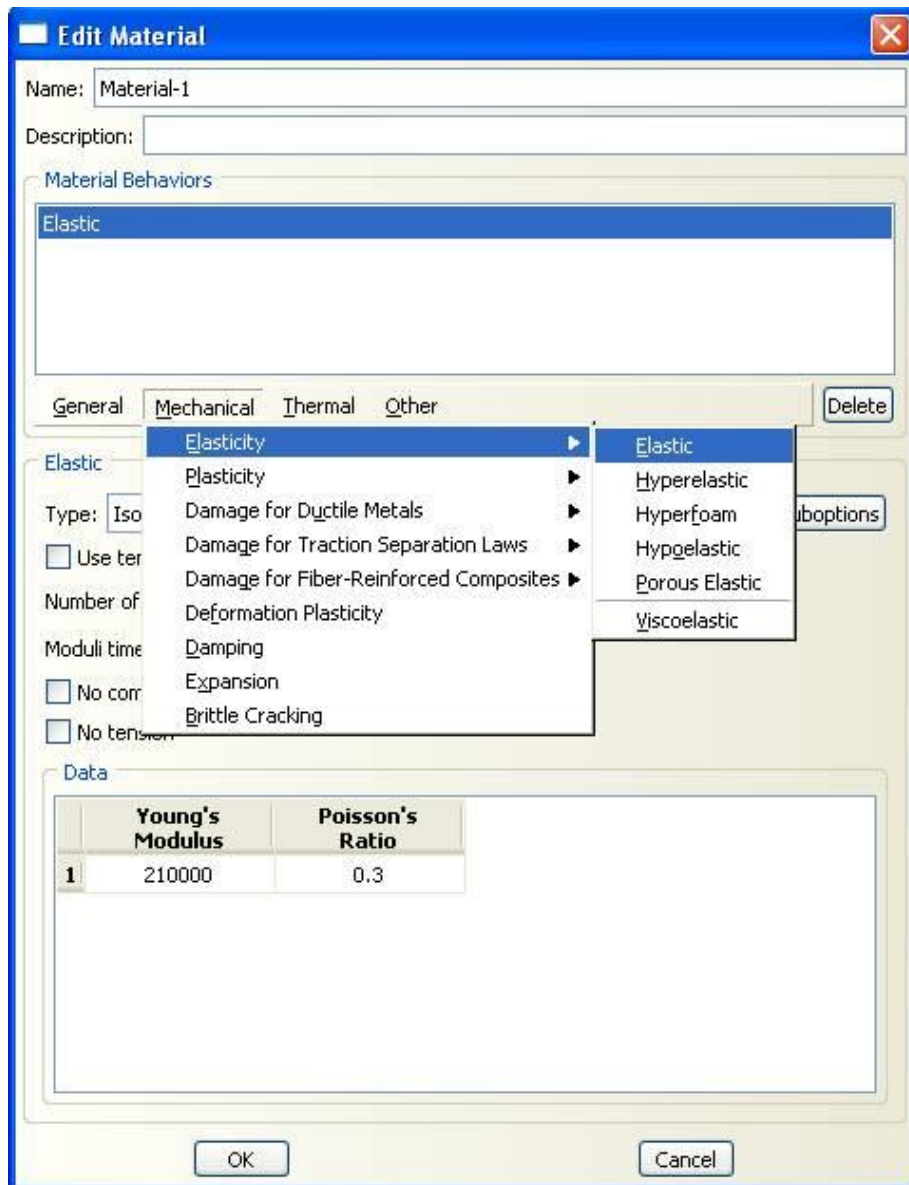 Edit Material
Name: Material-1
Description:
Material Behaviors
Elastic
General Mechanical Thermal Other Delete
Elasticity
Plasticity
Damage for Ductile Metals
Damage for Traction Separation Laws
Damage for Fiber-Reinforced Composites
Deformation Plasticity
Damping
Expansion
Brittle Cracking
Elastic
Hyperelastic
Hyperfoam
Hypoelastic
Porous Elastic
Viscoelastic
Elastic
Type: Iso
uboptions
Use ter
Number of
Moduli time
No com
No tension
Data
Young's Modulus
Poisson's Ratio
1 210000 0.3
OK Cancel